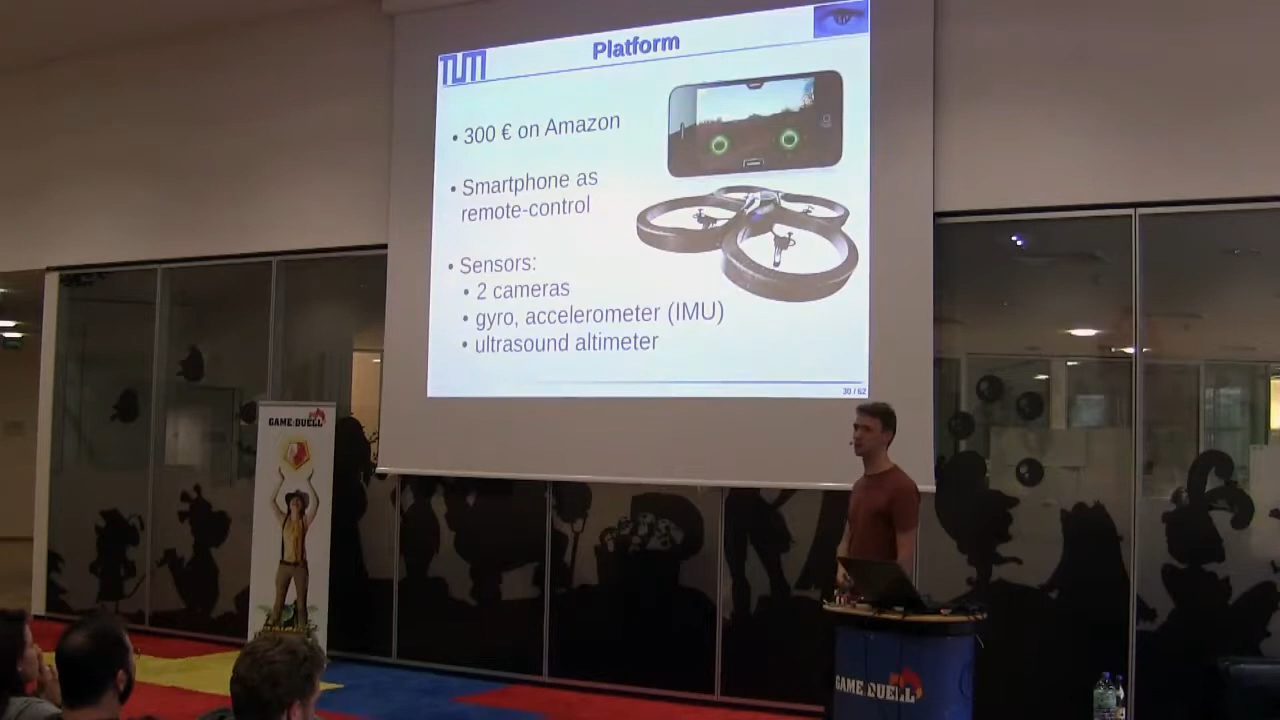 TUM
Platform
• 300 € on Amazon
• Smartphone as
remote-control
• Sensors:
• 2 cameras
• gyro, accelerometer (IMU)
• ultrasound altimeter
30 / 62
GAME DUELL
GAME DUELL